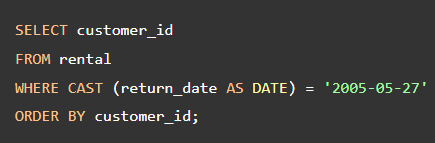 SELECT customer_id
FROM rental
WHERE CAST (return_date AS DATE) = '2005-05-27'
ORDER BY customer_id;